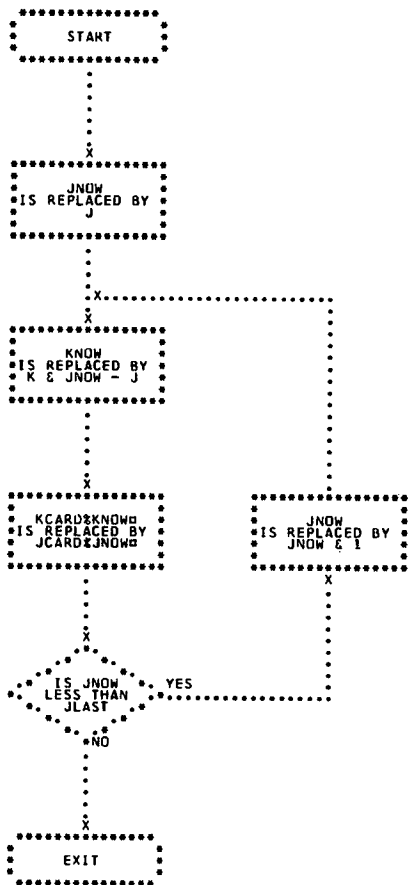 START
X
JNOW
IS REPLACED BY
J
X
X
KNOW
IS REPLACED BY
K & JNOW - J
X
KCARD%KNOW¤
IS REPLACED BY
JCARD%JNOW¤
JNOW
IS REPLACED BY
JNOW & 1
X
X
IS JNOW
LESS THAN
JLAST
YES
NO
X
EXIT